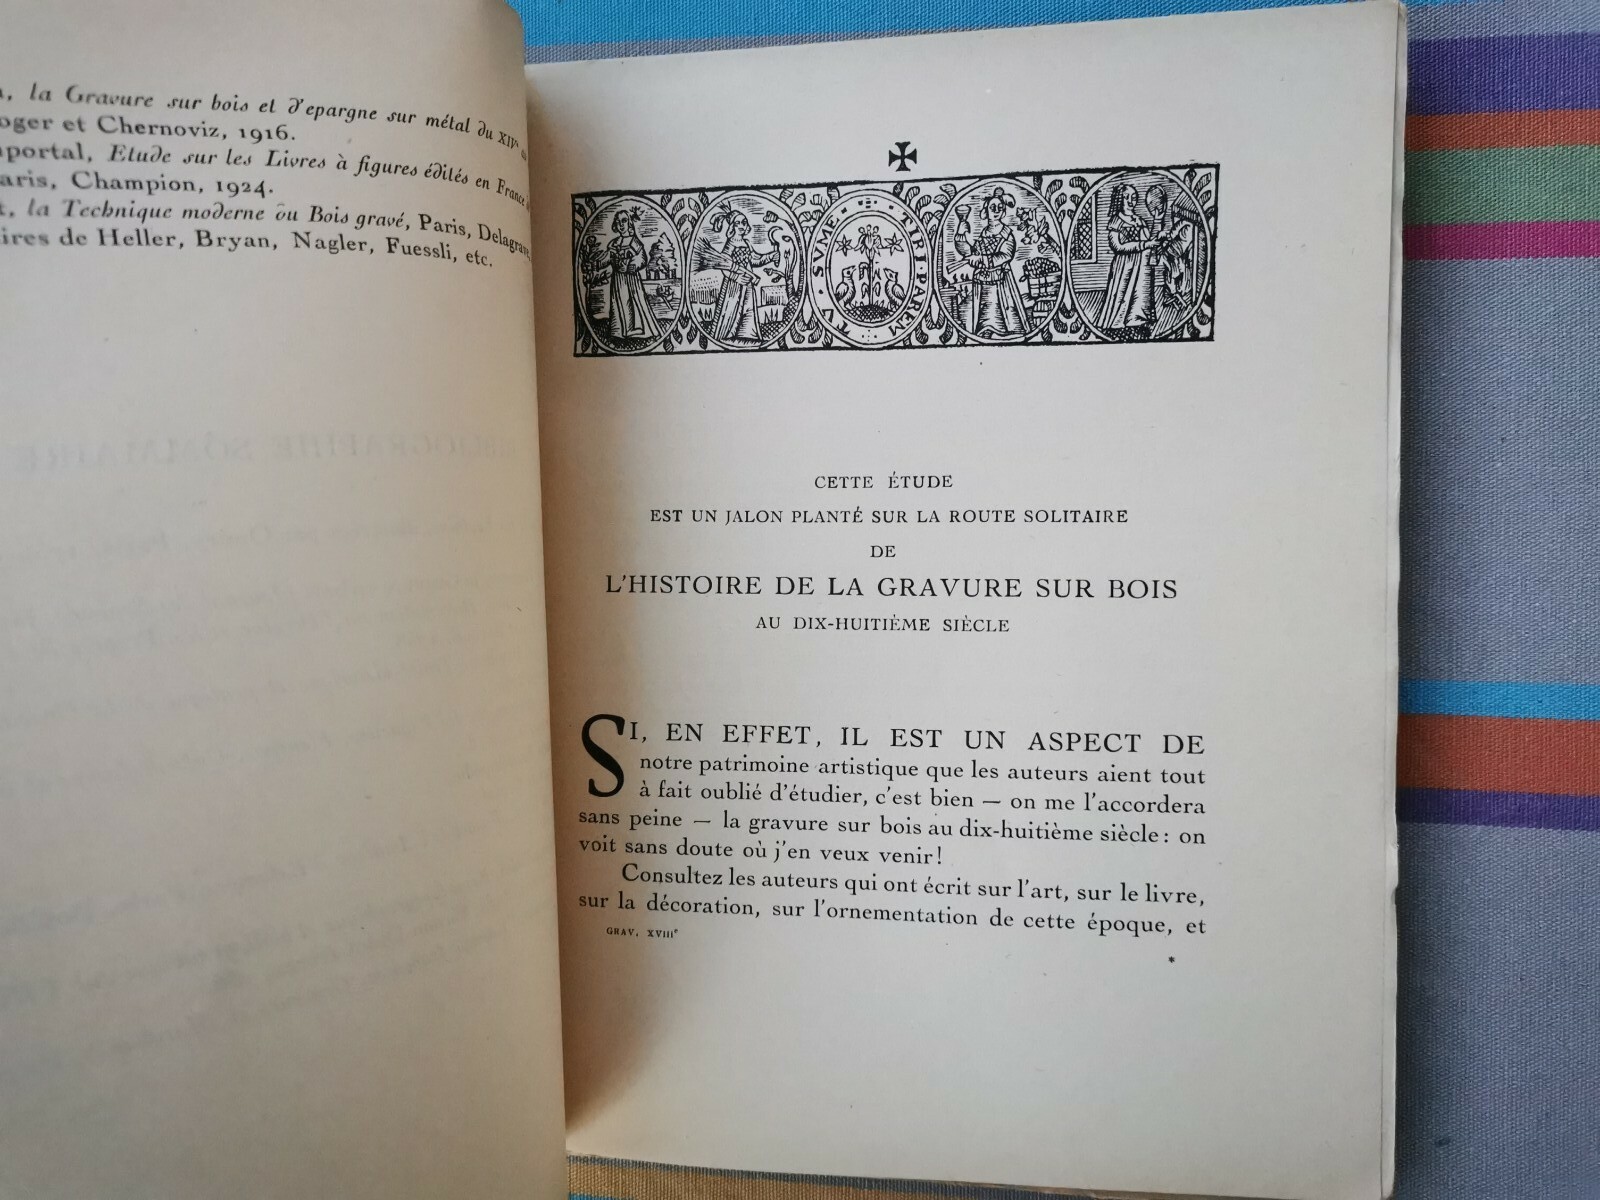 la Gravure sur bois et d'epargne sur métal du XIVe
et Chernoviz, 1916.
Etude sur les Livres à figures édités en France
Paris, Champion, 1924.
la Technique moderne du Bois gravé, Paris, Delagrave,
de Heller, Bryan, Nagler, Fuessli, etc.
TV · SVME · TIBI · PAREM
CETTE ÉTUDE
EST UN JALON PLANTÉ SUR LA ROUTE SOLITAIRE
DE
L'HISTOIRE DE LA GRAVURE SUR BOIS
AU DIX-HUITIÈME SIÈCLE
SI, EN EFFET, IL EST UN ASPECT DE
notre patrimoine artistique que les auteurs aient tout
à fait oublié d'étudier, c'est bien — on me l'accordera
sans peine — la gravure sur bois au dix-huitième siècle : on
voit sans doute où j'en veux venir!
Consultez les auteurs qui ont écrit sur l'art, sur le livre,
sur la décoration, sur l'ornementation de cette époque, et
GRAV. XVIIIe
*